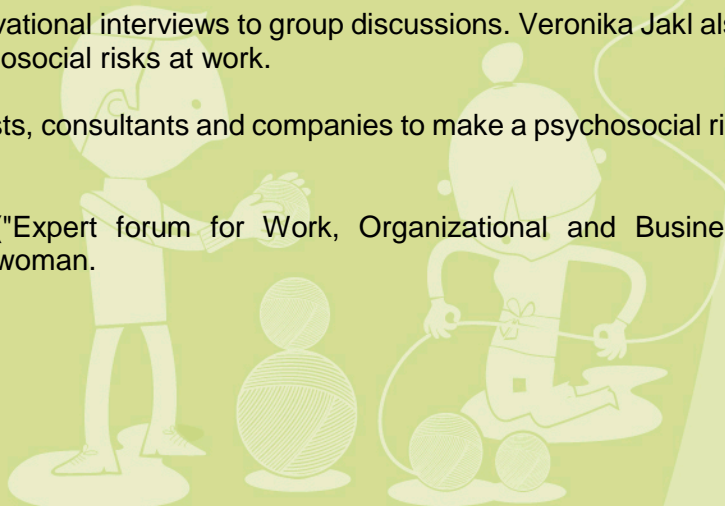 vational interviews to group discussions. Veronika Jakl als
osocial risks at work.
sts, consultants and companies to make a psychosocial ri
("Expert forum for Work, Organizational and Busine
woman.